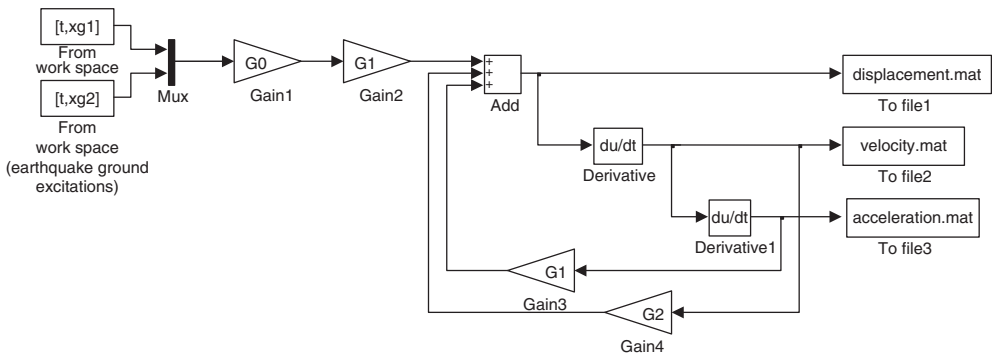 [t,xg1]
From
work space
[t,xg2]
From
work space
(earthquake ground
excitations)
Mux
G0
Gain1
G1
Gain2
+
+
+
Add
displacement.mat
To file1
du/dt
Derivative
velocity.mat
To file2
du/dt
Derivative1
acceleration.mat
To file3
G1
Gain3
G2
Gain4